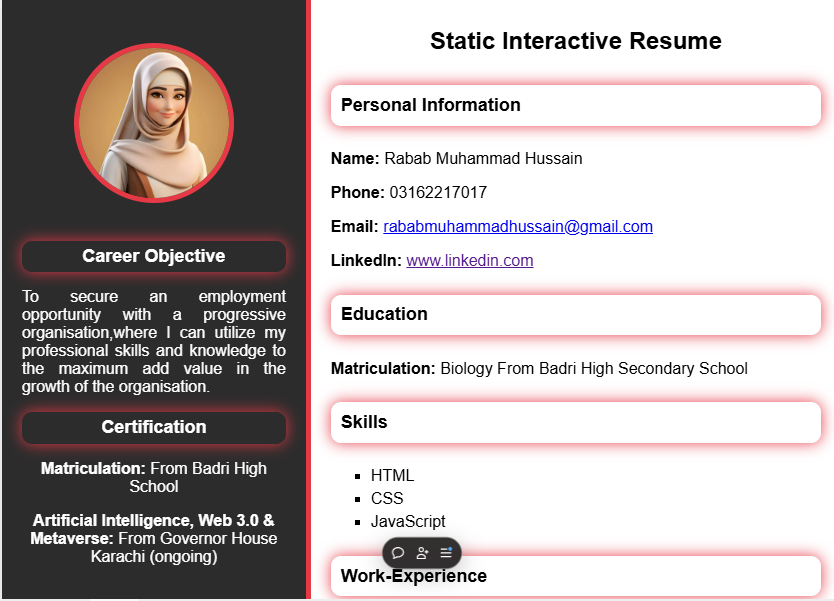 Career Objective
To secure an employment
opportunity with a progressive
organisation,where I can utilize my
professional skills and knowledge to
the maximum add value in the
growth of the organisation.
Certification
Matriculation: From Badri High
School
Artificial Intelligence, Web 3.0 &
Metaverse: From Governor House
Karachi (ongoing)
Static Interactive Resume
Personal Information
Name: Rabab Muhammad Hussain
Phone: 03162217017
Email: rababmuhammadhussain@gmail.com
LinkedIn: www.linkedin.com
Education
Matriculation: Biology From Badri High Secondary School
Skills
HTML
CSS
JavaScript
Work-Experience